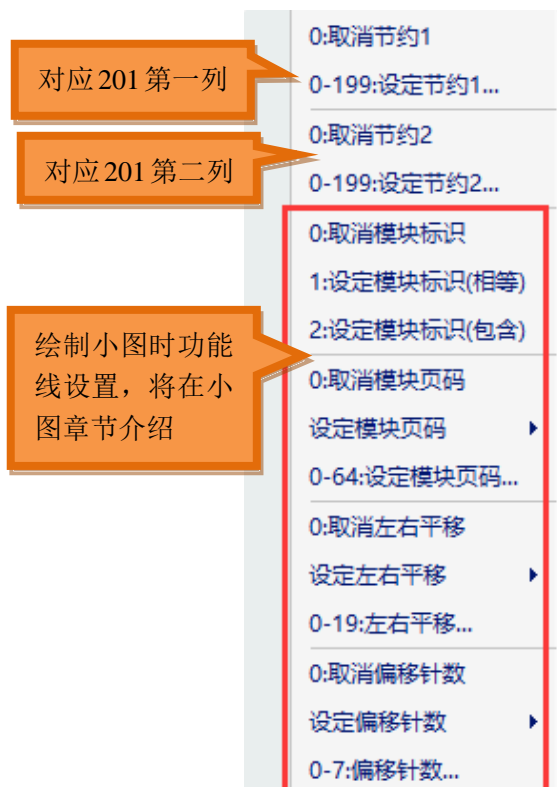 0:取消节约1
对应201第一列
0-199:设定节约1...
0:取消节约2
对应201第二列
0-199:设定节约2...
0:取消模块标识
1:设定模块标识(相等)
2:设定模块标识(包含)
绘制小图时功能
线设置，将在小
图章节介绍
0:取消模块页码
设定模块页码
0-64:设定模块页码...
0:取消左右平移
设定左右平移
0-19:左右平移...
0:取消偏移针数
设定偏移针数
0-7:偏移针数...